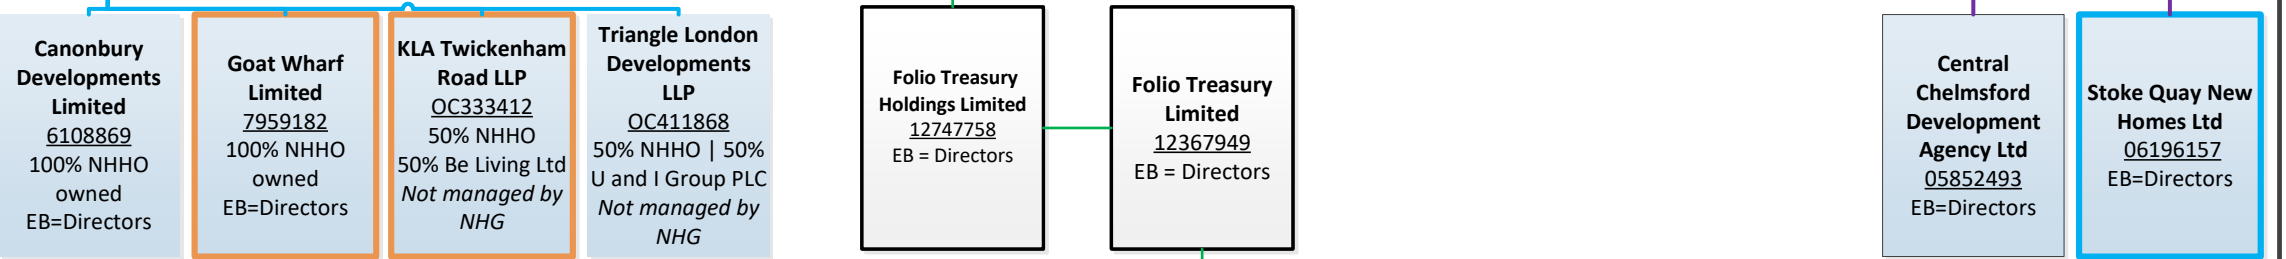 Canonbury
Developments
Limited
6108869
100% NHHO
owned
EB=Directors
Goat Wharf
Limited
7959182
100% NHHO
owned
EB=Directors
KLA Twickenham
Road LLP
OC333412
50% NHHO
50% Be Living Ltd
Not managed by
NHG
Triangle London
Developments
LLP
OC411868
50% NHHO | 50%
U and I Group PLC
Not managed by
NHG
Folio Treasury
Holdings Limited
12747758
EB = Directors
Folio Treasury
Limited
12367949
EB = Directors
Central
Chelmsford
Development
Agency Ltd
05852493
EB=Directors
Stoke Quay New
Homes Ltd
06196157
EB=Directors